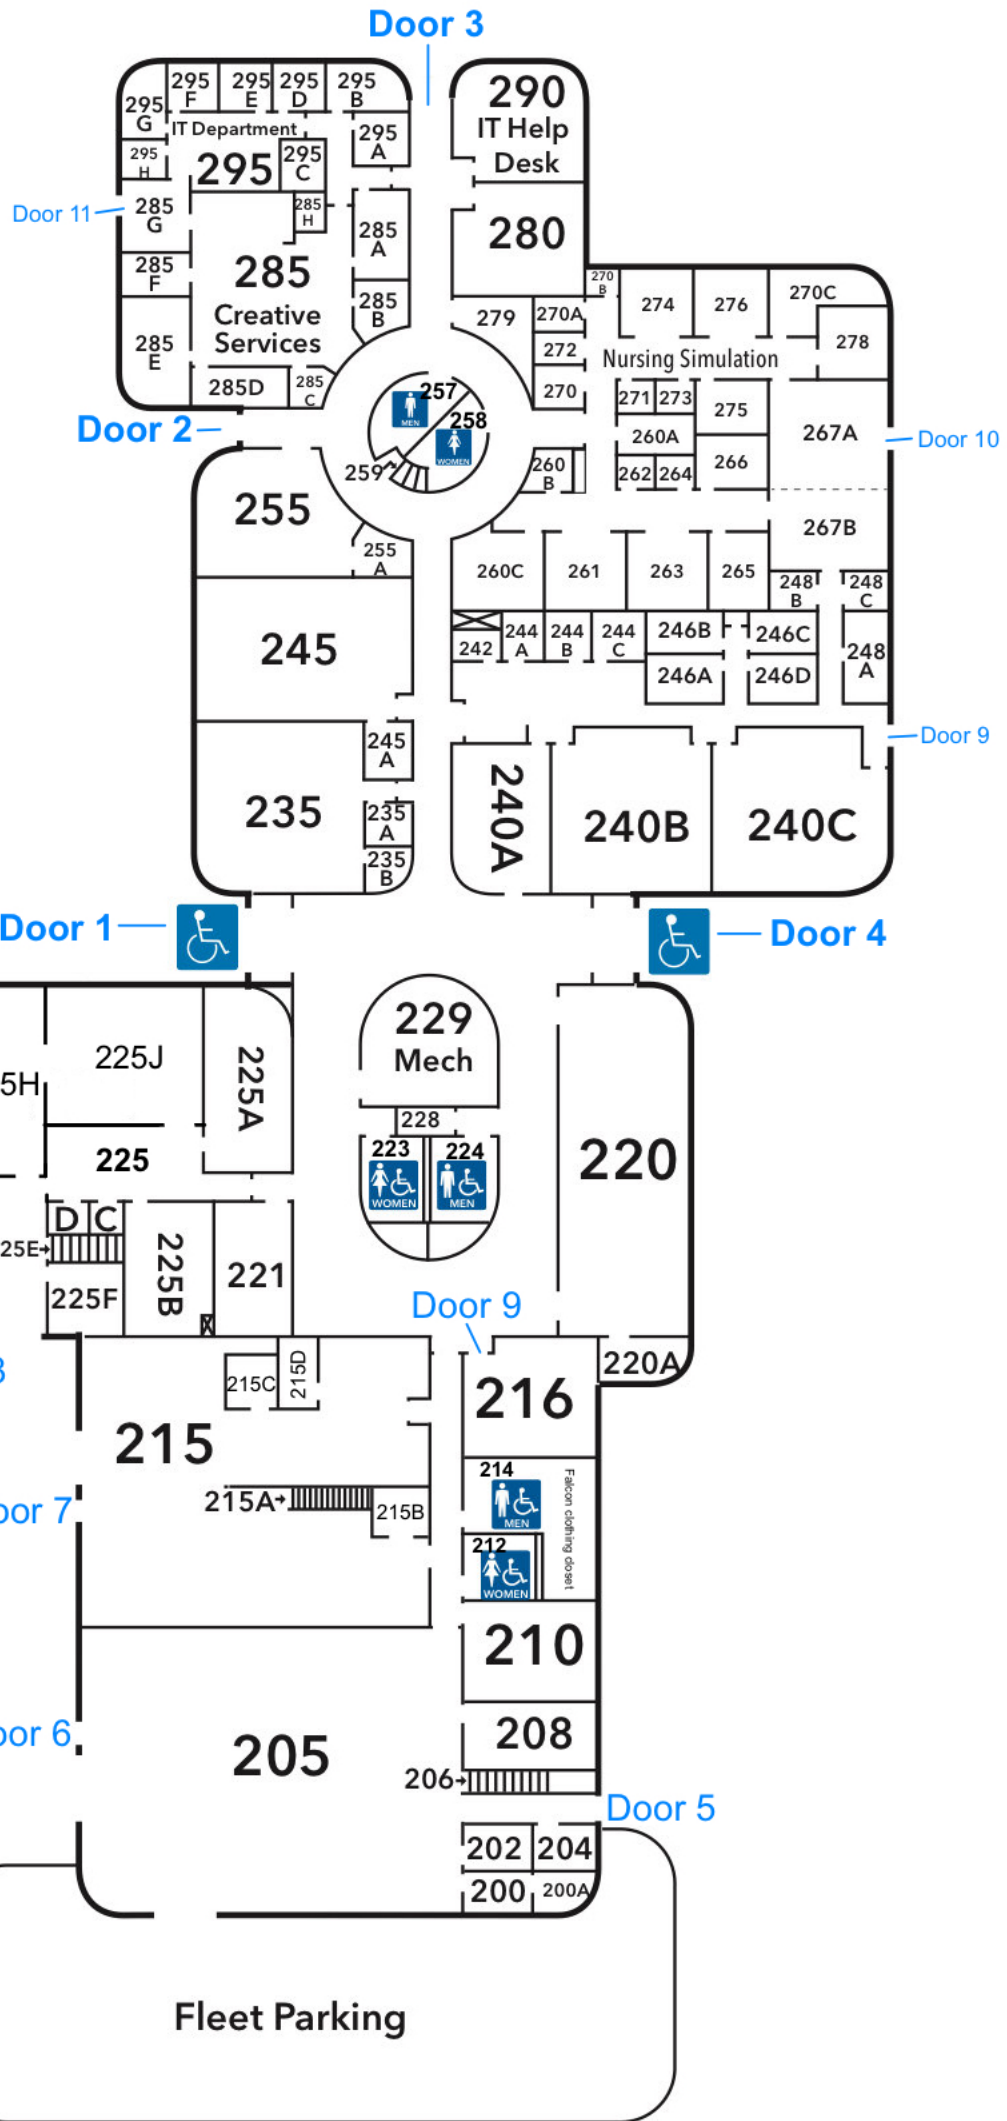 Door 3
295 F
295 E
295 D
295 B
290
IT Help
Desk
295 G
IT Department
295 A
295 H
295
295 C
Door 11
285 G
285 H
285 A
280
285 F
285
Creative
Services
285 B
270 B
274
276
270C
279
270A
278
285 E
272
Nursing Simulation
285D
285 C
257
MEN
270
271
273
275
267A
Door 2
258
WOMEN
260A
Door 10
259
260 B
262
264
266
255
267B
255 A
260C
261
263
265
248 B
248 C
245
242
244 A
244 B
244 C
246B
246C
248 A
246A
246D
245 A
Door 9
235
240A
240B
240C
235 A
235 B
Door 1
Door 4
229
Mech
225J
5H
225A
228
225
223
WOMEN
224
MEN
220
D
C
25E
225B
221
225F
Door 9
215C
215D
216
220A
215
214
MEN
Falcon clothing closet
215A
215B
oor 7
212
WOMEN
210
oor 6
205
208
206
Door 5
202
204
200
200A
Fleet Parking